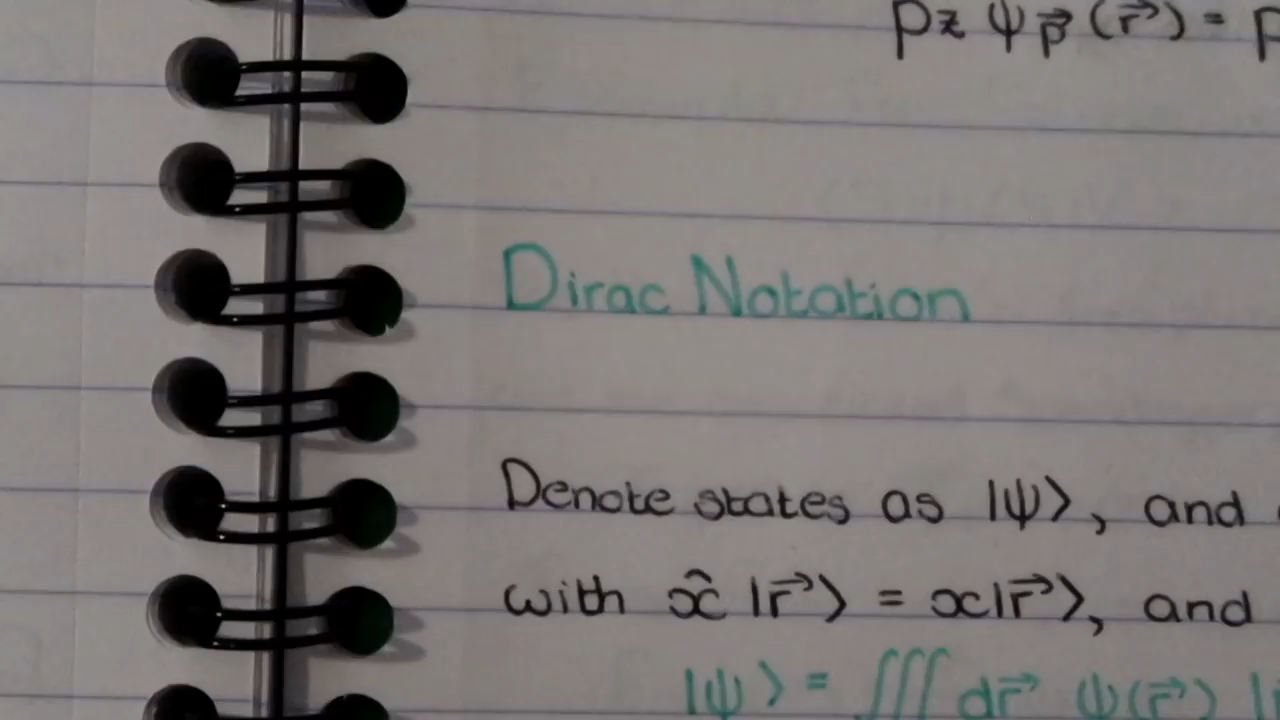 pz ψp⃗ (r⃗) =
Dirac Notation
Denote states as |ψ⟩, and
with x̂ |r⃗⟩ = x|r⃗⟩, and
|ψ⟩ = ∭ dr⃗ ψ(r⃗)